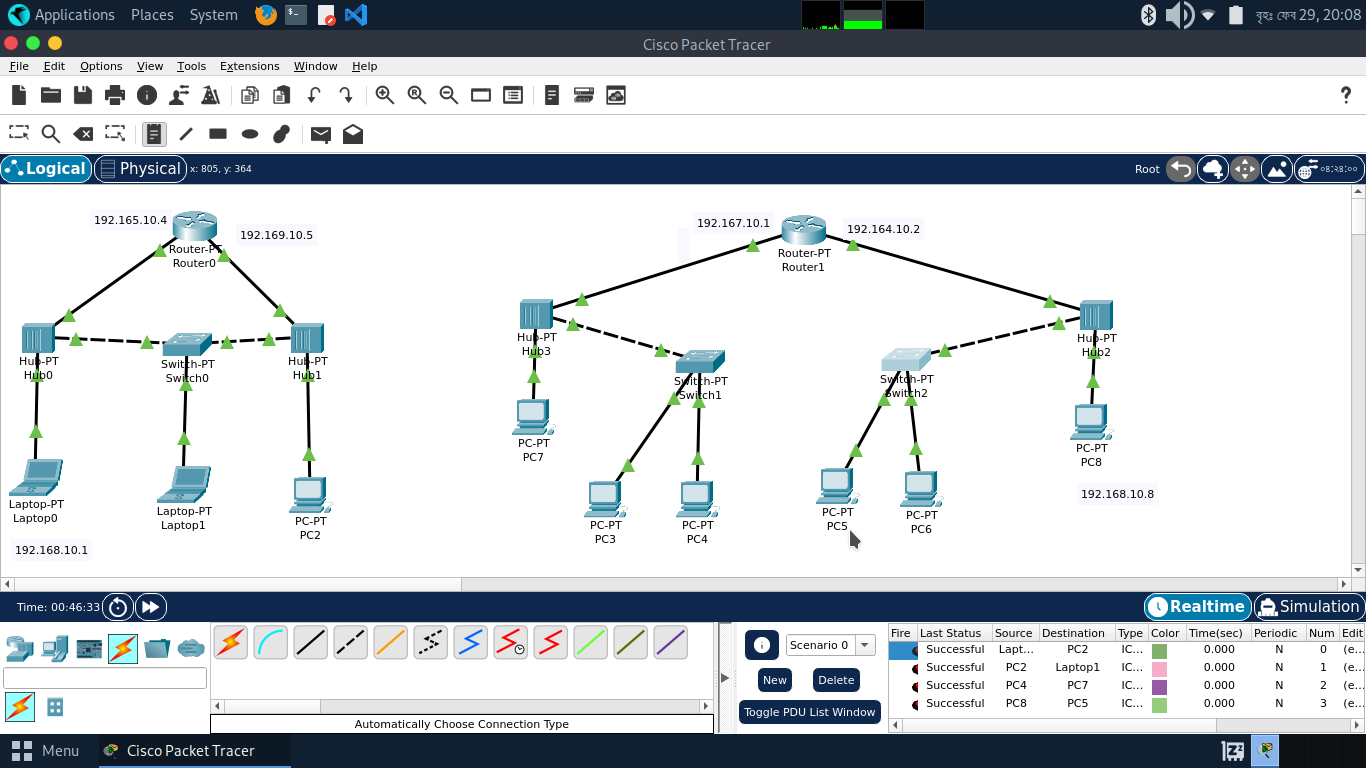 Applications Places System
বৃহঃ ফেব 29, 20:08
Cisco Packet Tracer
File Edit Options View Tools Extensions Window Help
?
Logical Physical x: 805, y: 364
Root ০৪:২৪:০০
192.165.10.4
192.169.10.5
Router-PT
Router0
192.167.10.1
192.164.10.2
Router-PT
Router1
Hub-PT
Hub0
Switch-PT
Switch0
Hub-PT
Hub1
Hub-PT
Hub3
Switch-PT
Switch1
Switch-PT
Switch2
Hub-PT
Hub2
PC-PT
PC7
PC-PT
PC8
Laptop-PT
Laptop0
Laptop-PT
Laptop1
PC-PT
PC2
PC-PT
PC3
PC-PT
PC4
PC-PT
PC5
PC-PT
PC6
192.168.10.8
192.168.10.1
Time: 00:46:33
Realtime Simulation
Automatically Choose Connection Type
Scenario 0
New Delete
Toggle PDU List Window
Fire Last Status Source Destination Type Color Time(sec) Periodic Num Edit
Successful Lapt... PC2 IC... 0.000 N 0 (e...
Successful PC2 Laptop1 IC... 0.000 N 1 (e...
Successful PC4 PC7 IC... 0.000 N 2 (e...
Successful PC8 PC5 IC... 0.000 N 3 (e...
Menu Cisco Packet Tracer